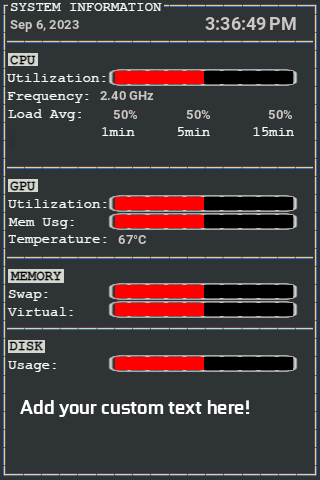 SYSTEM INFORMATION
Sep 6, 2023 3:36:49 PM
CPU
Utilization:
Frequency: 2.40 GHz
Load Avg: 50% 50% 50%
1min 5min 15min
GPU
Utilization:
Mem Usg:
Temperature: 67°C
MEMORY
Swap:
Virtual:
DISK
Usage:
Add your custom text here!